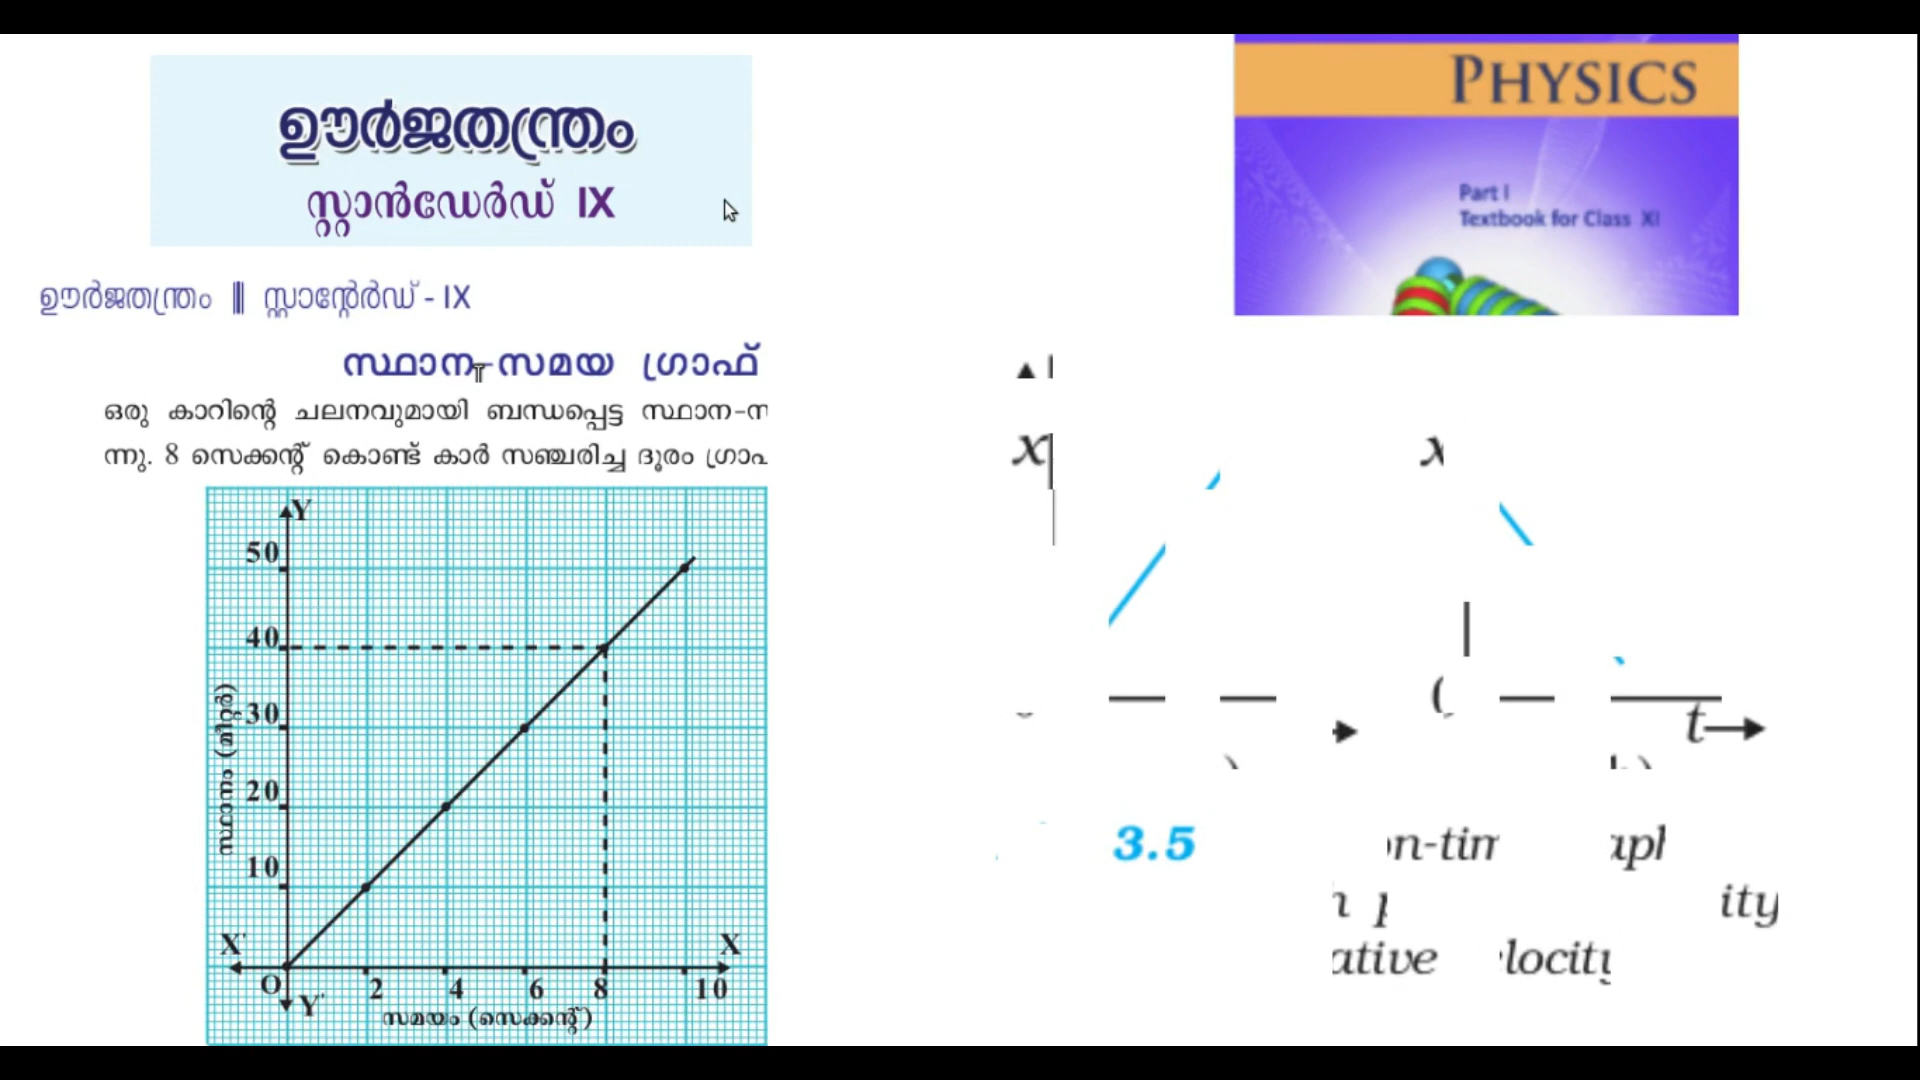 ഊർജതന്ത്രം
സ്റ്റാൻഡേർഡ് IX
ഊർജതന്ത്രം || സ്റ്റാന്റേർഡ് - IX
സ്ഥാന-സമയ ഗ്രാഫ്
ഒരു കാറിന്റെ ചലനവുമായി ബന്ധപ്പെട്ട സ്ഥാന-
ന്നു. 8 സെക്കന്റ് കൊണ്ട് കാർ സഞ്ചരിച്ച ദൂരം
Y
50
40
30
20
10
സ്ഥാനം (മീറ്റർ)
X' X
O 2 4 6 8 10
Y'
സമയം (സെക്കന്റ്)
PHYSICS
Part I
Textbook for Class XI
x x
t
3.5